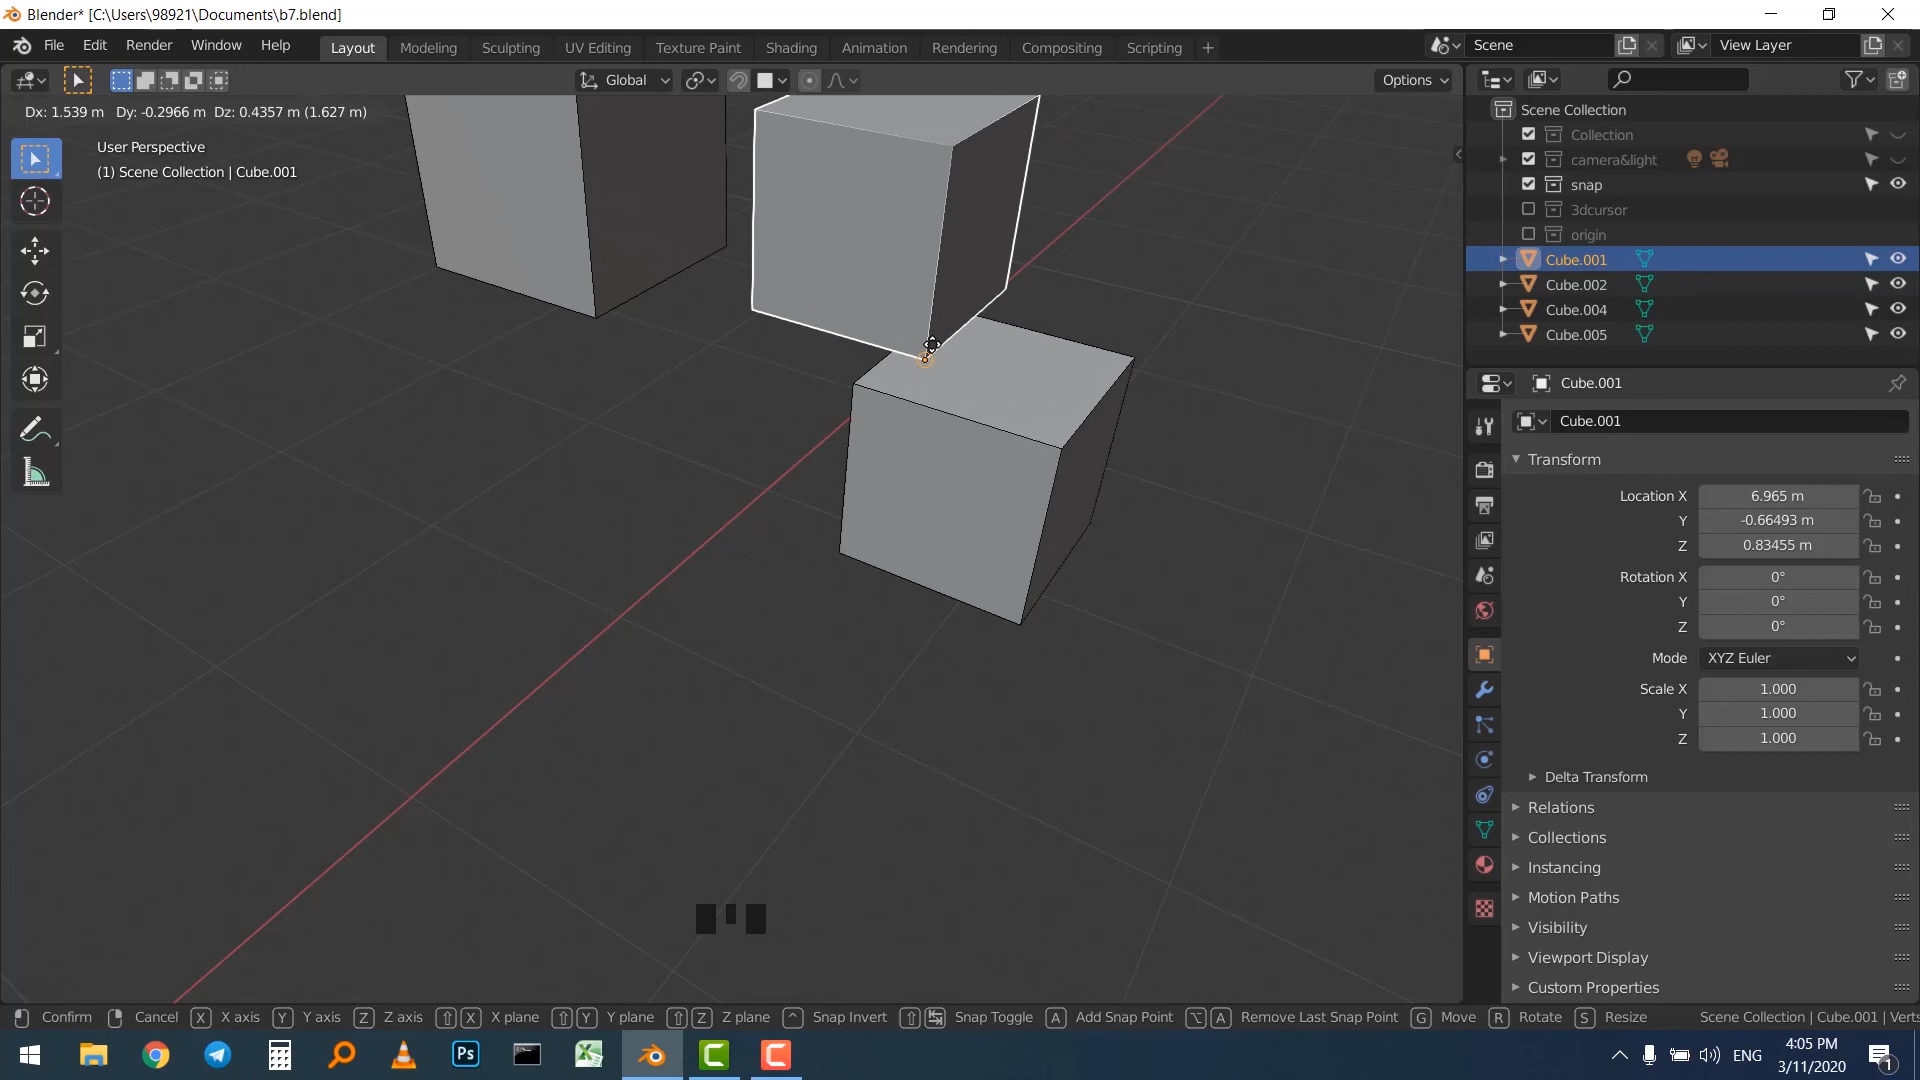 Blender* [C:\Users\98921\Documents\b7.blend]
File Edit Render Window Help Layout Modeling Sculpting UV Editing Texture Paint Shading Animation Rendering Compositing Scripting + Scene View Layer
Global Options
Dx: 1.539 m Dy: -0.2966 m Dz: 0.4357 m (1.627 m)
User Perspective
(1) Scene Collection | Cube.001
Scene Collection
Collection
camera&light
snap
3dcursor
origin
Cube.001
Cube.002
Cube.004
Cube.005
Cube.001
Cube.001
Transform
Location X 6.965 m
Y -0.66493 m
Z 0.83455 m
Rotation X 0°
Y 0°
Z 0°
Mode XYZ Euler
Scale X 1.000
Y 1.000
Z 1.000
Delta Transform
Relations
Collections
Instancing
Motion Paths
Visibility
Viewport Display
Custom Properties
Confirm Cancel X X axis Y Y axis Z Z axis X X plane Y Y plane Z Z plane ^ Snap Invert Snap Toggle A Add Snap Point A Remove Last Snap Point G Move R Rotate S Resize Scene Collection | Cube.001 | Verts
Ps ENG 4:05 PM
3/11/2020 1